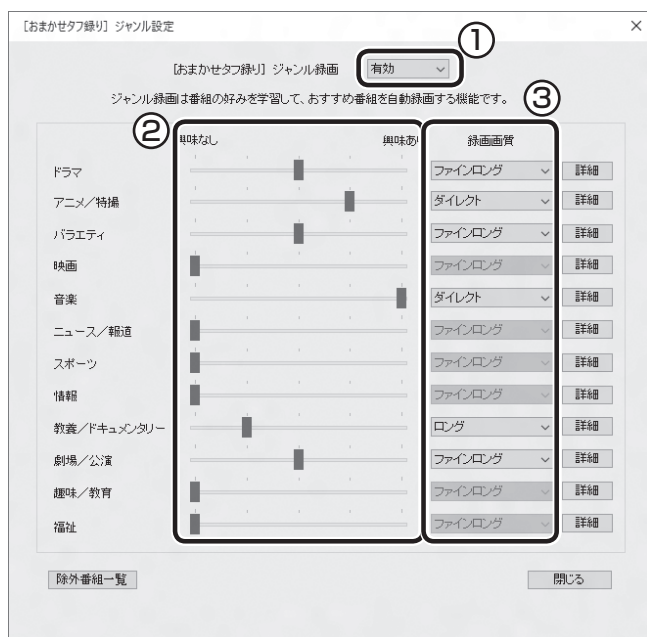 [おまかせタフ録り] ジャンル設定
①
[おまかせタフ録り] ジャンル録画 有効
ジャンル録画は番組の好みを学習して、おすすめ番組を自動録画する機能です。
② ③
興味なし 興味あり 録画画質
ドラマ ファインロング 詳細
アニメ/特撮 ダイレクト 詳細
バラエティ ファインロング 詳細
映画 ファインロング 詳細
音楽 ダイレクト 詳細
ニュース/報道 ファインロング 詳細
スポーツ ファインロング 詳細
情報 ファインロング 詳細
教養/ドキュメンタリー ロング 詳細
劇場/公演 ファインロング 詳細
趣味/教育 ファインロング 詳細
福祉 ファインロング 詳細
除外番組一覧 閉じる